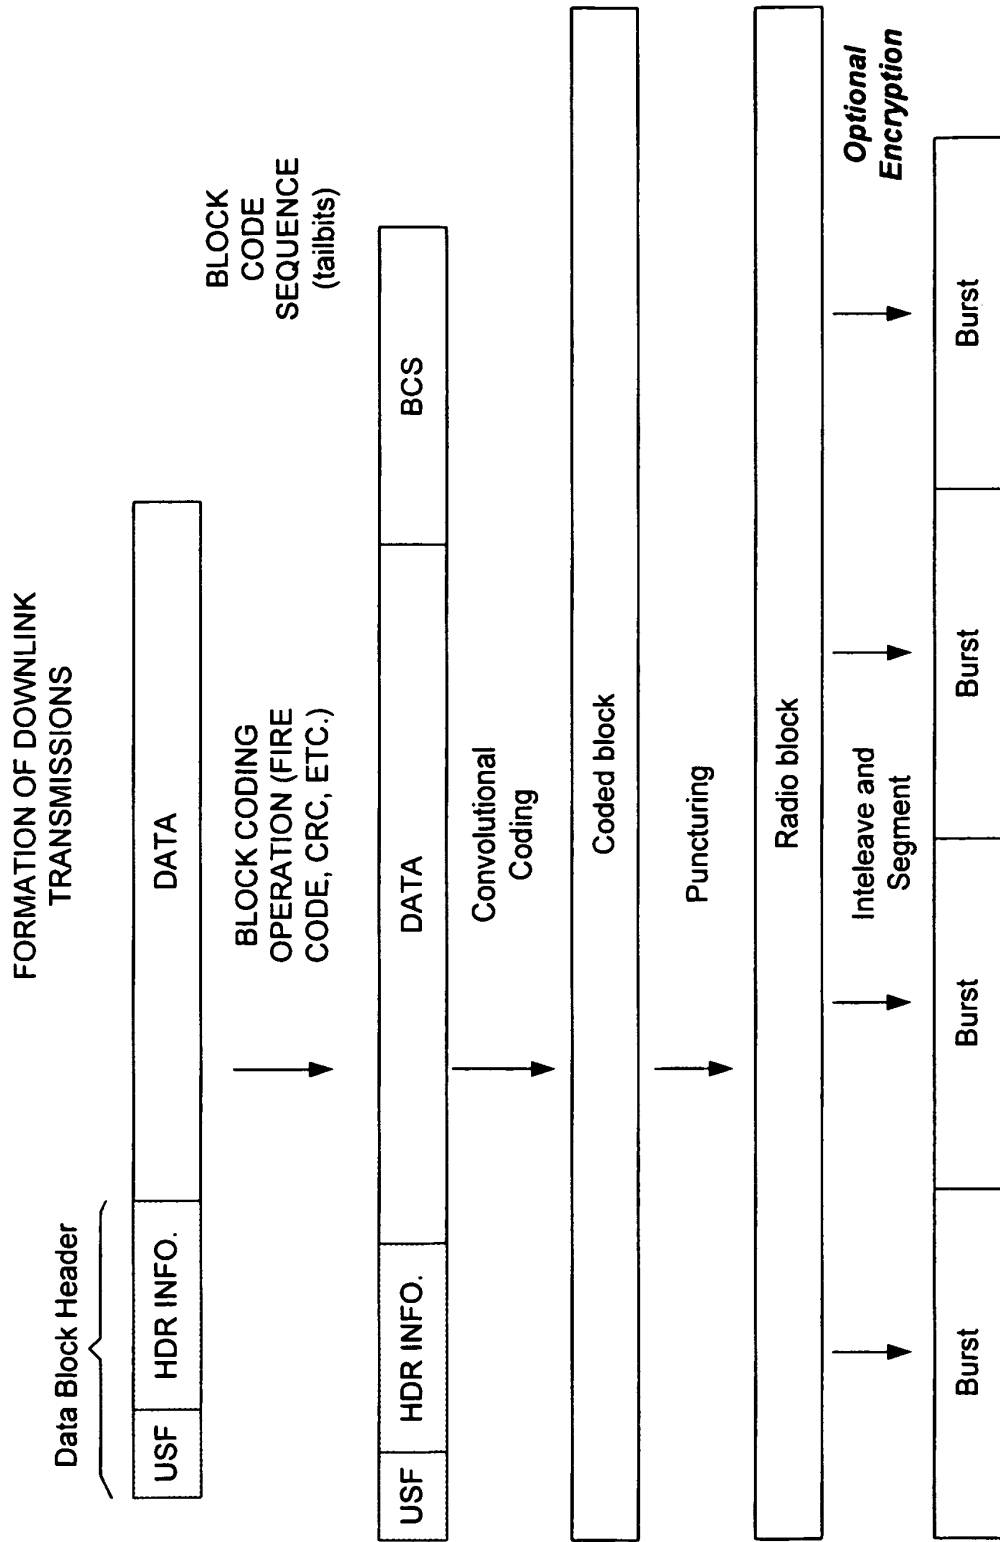 FORMATION OF DOWNLINK
TRANSMISSIONS
Data Block Header
USF
HDR INFO.
DATA
BLOCK CODING
OPERATION (FIRE
CODE, CRC, ETC.)
BLOCK
CODE
SEQUENCE
(tailbits)
USF
HDR INFO.
DATA
BCS
Convolutional
Coding
Coded block
Puncturing
Radio block
Inteleave and
Segment
Optional
Encryption
Burst
Burst
Burst
Burst